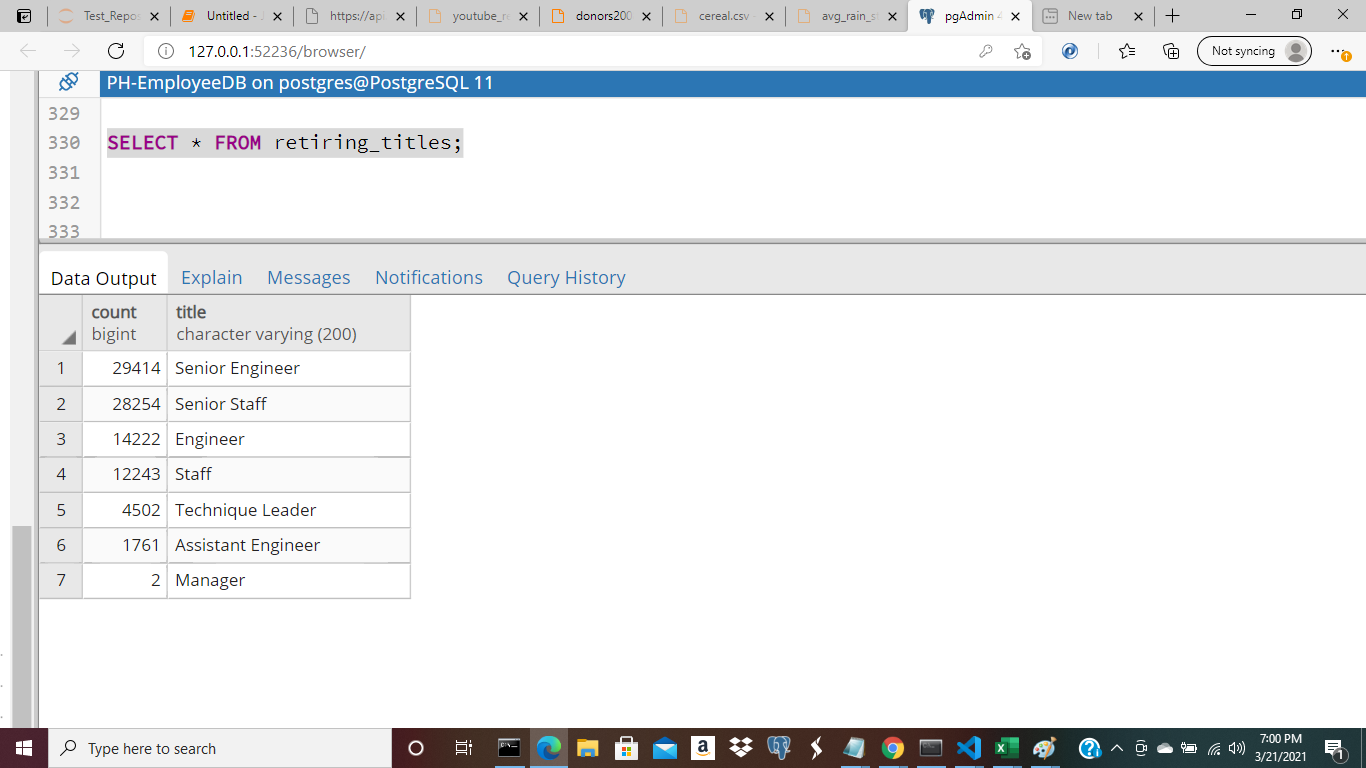 Test_Repos
Untitled - J
https://api
youtube_re
donors200
cereal.csv
avg_rain_st
pgAdmin 4
New tab
127.0.0.1:52236/browser/
Not syncing
PH-EmployeeDB on postgres@PostgreSQL 11
329
330 SELECT * FROM retiring_titles;
331
332
333
Data Output Explain Messages Notifications Query History
count title
bigint character varying (200)
1 29414 Senior Engineer
2 28254 Senior Staff
3 14222 Engineer
4 12243 Staff
5 4502 Technique Leader
6 1761 Assistant Engineer
7 2 Manager
Type here to search
7:00 PM
3/21/2021
1